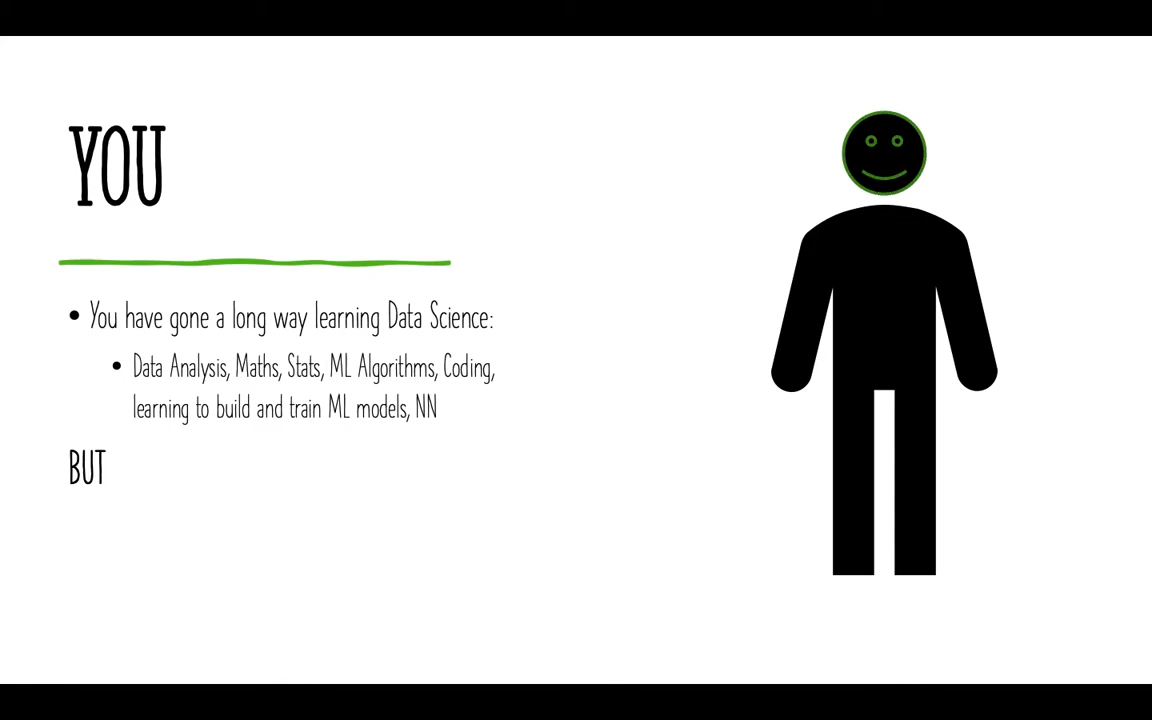 YOU
• You have gone a long way learning Data Science:
• Data Analysis, Maths, Stats, ML Algorithms, Coding,
learning to build and train ML models, NN
BUT